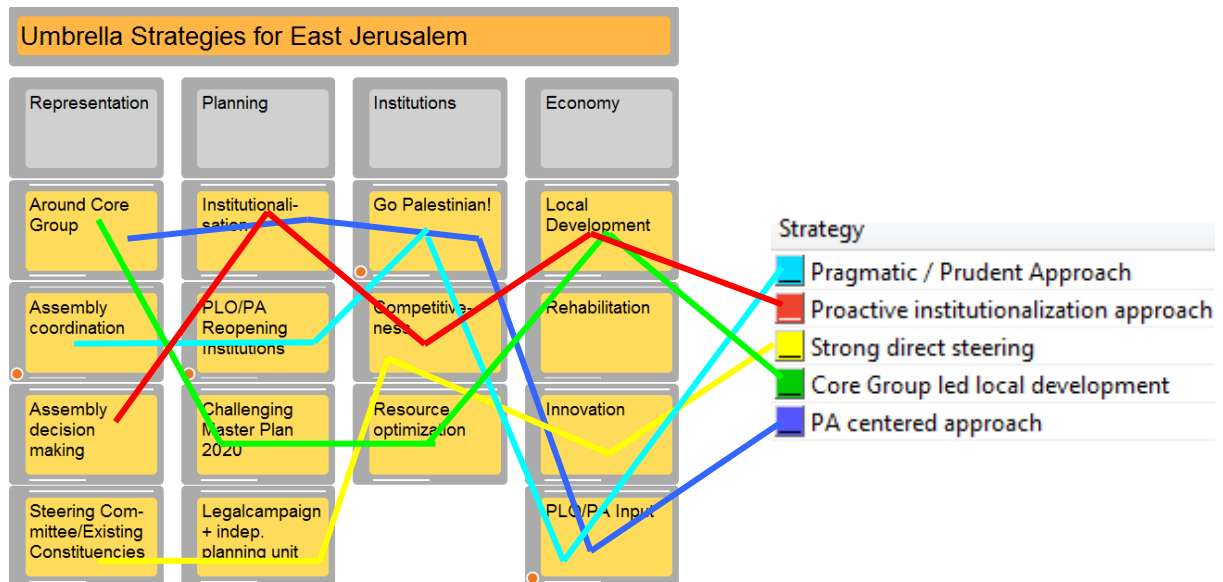 Umbrella Strategies for East Jerusalem
Representation
Planning
Institutions
Economy
Around Core
Group
Institutionali-
sation
Go Palestinian!
Local
Development
Assembly
coordination
PLO/PA
Reopening
Institutions
Competitive-
ness
Rehabilitation
Assembly
decision
making
Challenging
Master Plan
2020
Resource
optimization
Innovation
Steering Com-
mittee/Existing
Constituencies
Legalcampaign
+ indep.
planning unit
PLO/PA Input
Strategy
Pragmatic / Prudent Approach
Proactive institutionalization approach
Strong direct steering
Core Group led local development
PA centered approach